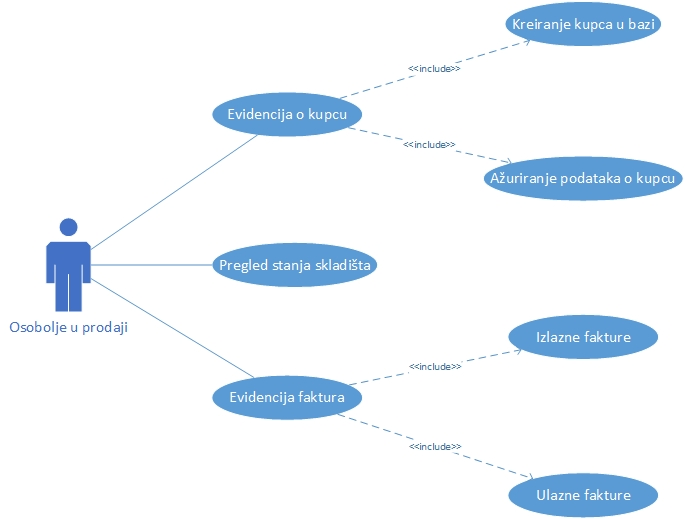 Kreiranje kupca u bazi
<<include>>
Evidencija o kupcu
<<include>>
Ažuriranje podataka o kupcu
Pregled stanja skladišta
Osobolje u prodaji
Izlazne fakture
<<include>>
Evidencija faktura
<<include>>
Ulazne fakture